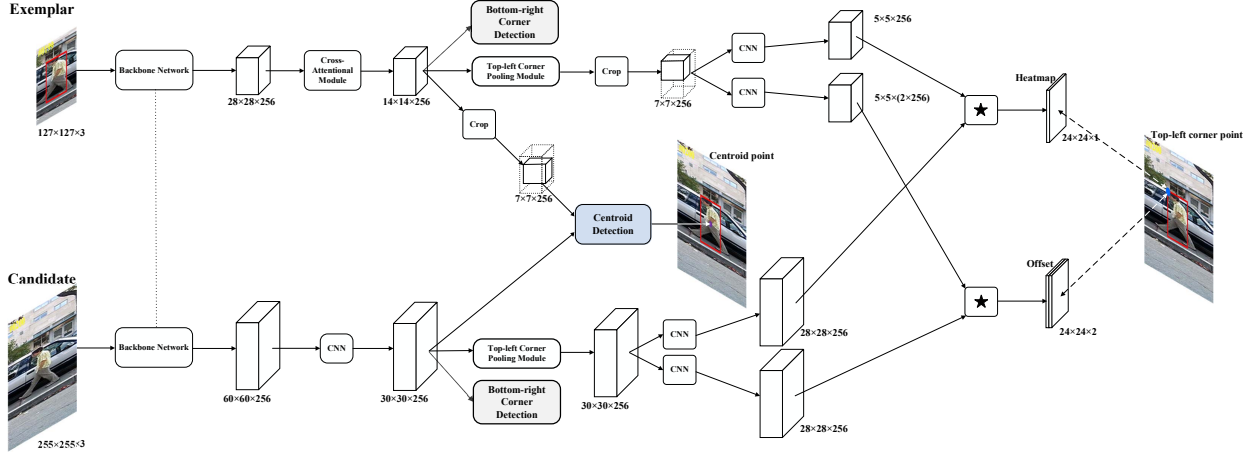 Exemplar
127×127×3
Backbone Network
28×28×256
Cross-
Attentional
Module
14×14×256
Bottom-right
Corner
Detection
Top-left Corner
Pooling Module
Crop
7×7×256
CNN
CNN
5×5×256
5×5×(2×256)
Heatmap
24×24×1
Top-left corner point
Crop
7×7×256
Centroid
Detection
Centroid point
Candidate
255×255×3
Backbone Network
60×60×256
CNN
30×30×256
Top-left Corner
Pooling Module
Bottom-right
Corner
Detection
30×30×256
CNN
CNN
28×28×256
28×28×256
Offset
24×24×2